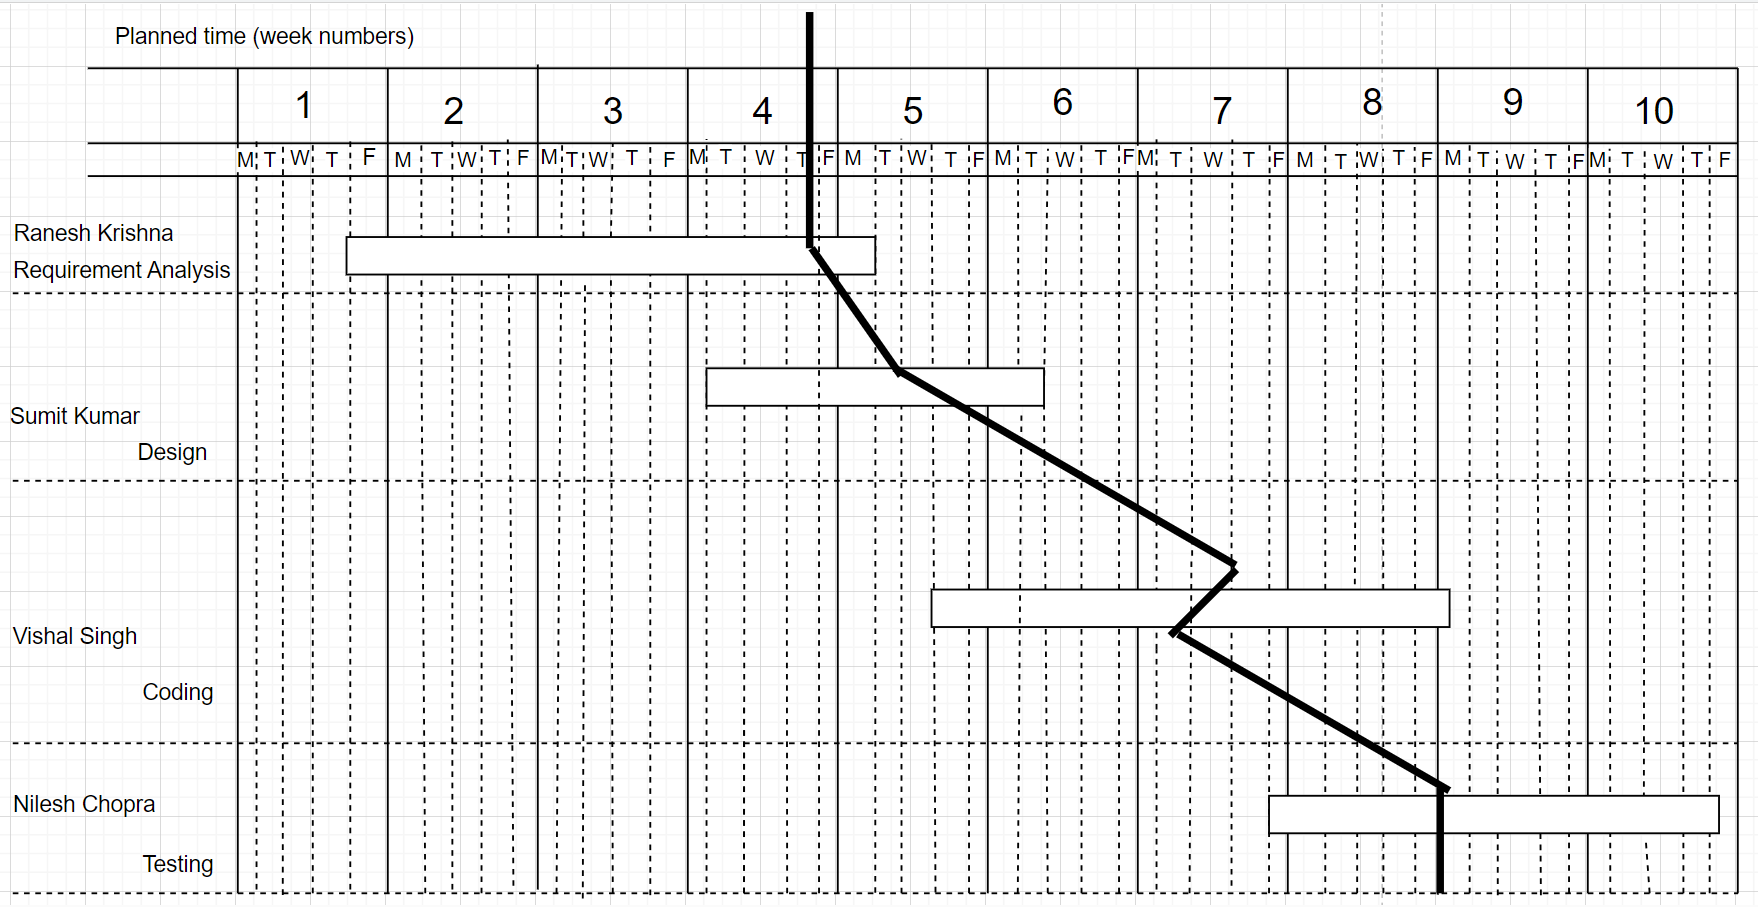 Planned time (week numbers)
1 2 3 4 5 6 7 8 9 10
M T W T F M T W T F M T W T F M T W T F M T W T F M T W T F M T W T F M T W T F M T W T F M T W T F
Ranesh Krishna
Requirement Analysis
Sumit Kumar
Design
Vishal Singh
Coding
Nilesh Chopra
Testing